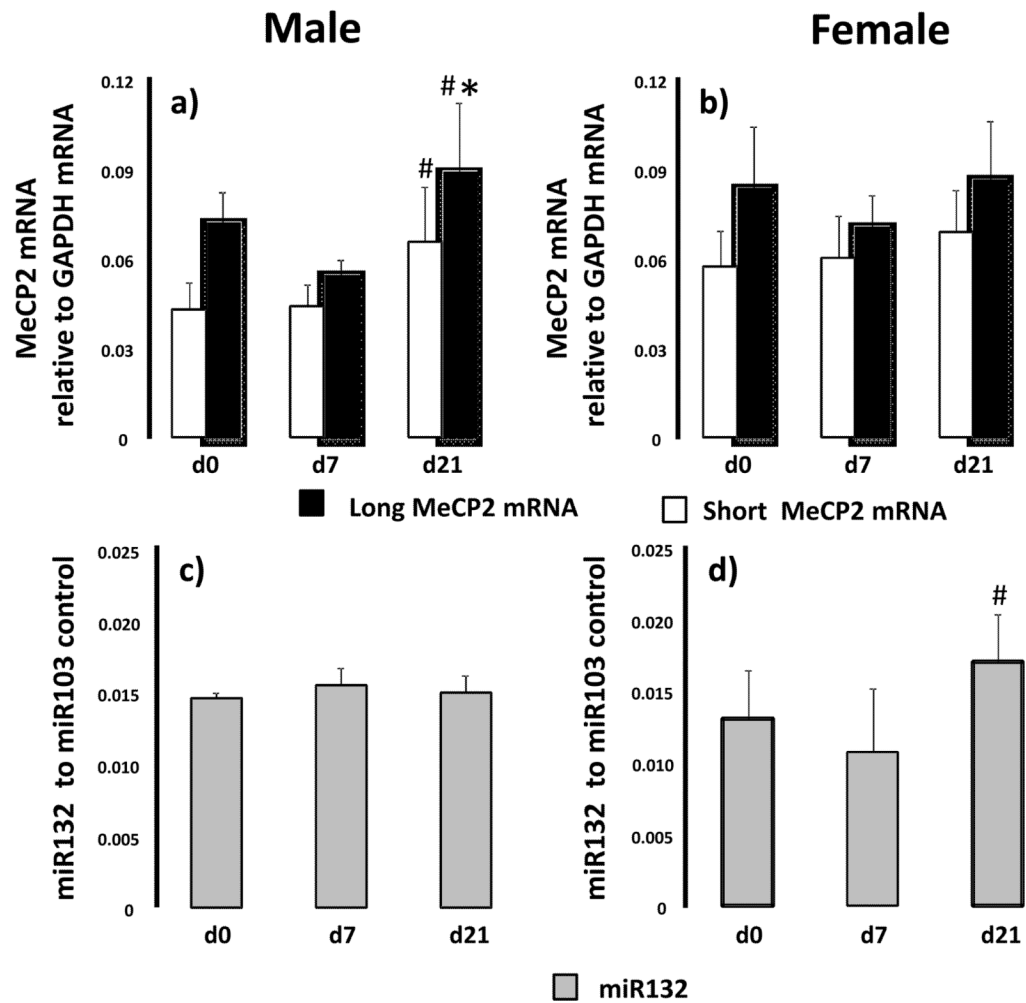 Male
Female
MeCP2 mRNA
relative to GAPDH mRNA
0.12
0.09
0.06
0.03
0
a)
#
# *
d0
d7
d21
MeCP2 mRNA
relative to GAPDH mRNA
0.12
0.09
0.06
0.03
0
b)
d0
d7
d21
Long MeCP2 mRNA
Short MeCP2 mRNA
miR132 to miR103 control
0.025
0.020
0.015
0.010
0.005
0
c)
d0
d7
d21
miR132 to miR103 control
0.025
0.020
0.015
0.010
0.005
0
d)
#
d0
d7
d21
miR132